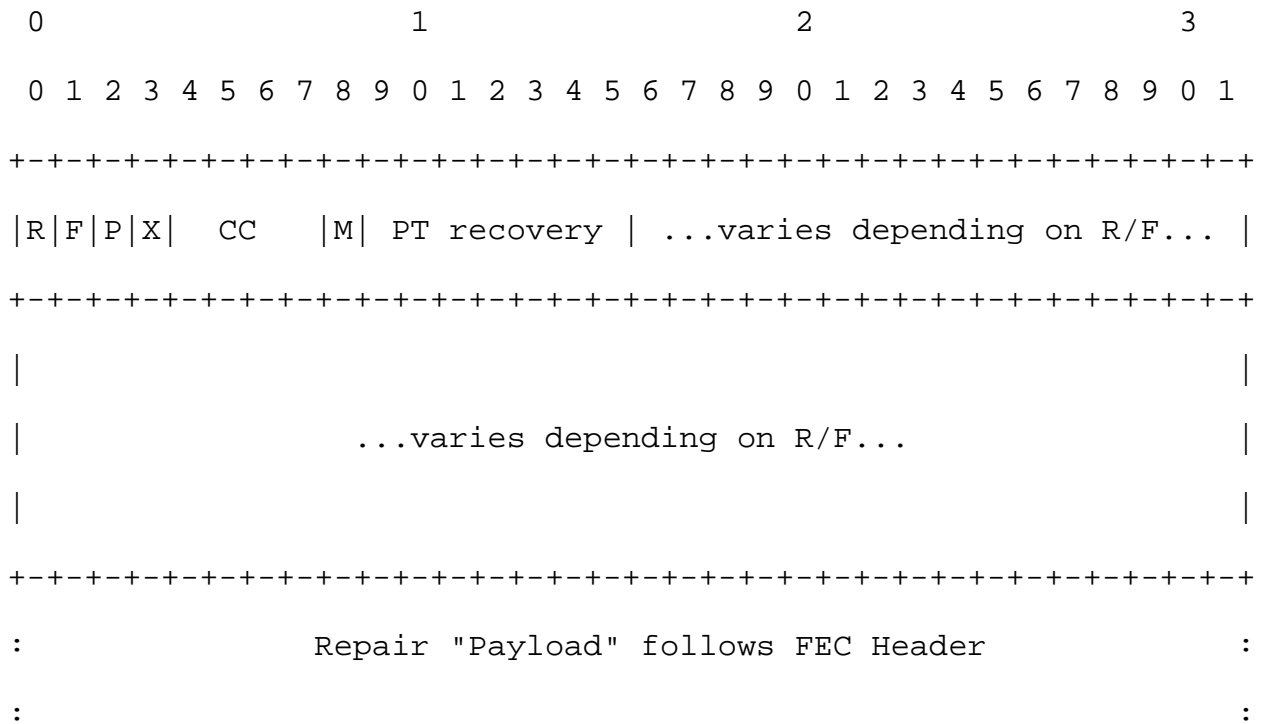 0                   1                   2                   3
 0 1 2 3 4 5 6 7 8 9 0 1 2 3 4 5 6 7 8 9 0 1 2 3 4 5 6 7 8 9 0 1
+-+-+-+-+-+-+-+-+-+-+-+-+-+-+-+-+-+-+-+-+-+-+-+-+-+-+-+-+-+-+-+-+
|R|F|P|X|  CC   |M| PT recovery | ...varies depending on R/F... |
+-+-+-+-+-+-+-+-+-+-+-+-+-+-+-+-+-+-+-+-+-+-+-+-+-+-+-+-+-+-+-+-+
|                                                               |
|                 ...varies depending on R/F...                 |
|                                                               |
+-+-+-+-+-+-+-+-+-+-+-+-+-+-+-+-+-+-+-+-+-+-+-+-+-+-+-+-+-+-+-+-+
:               Repair "Payload" follows FEC Header             :
:                                                               :